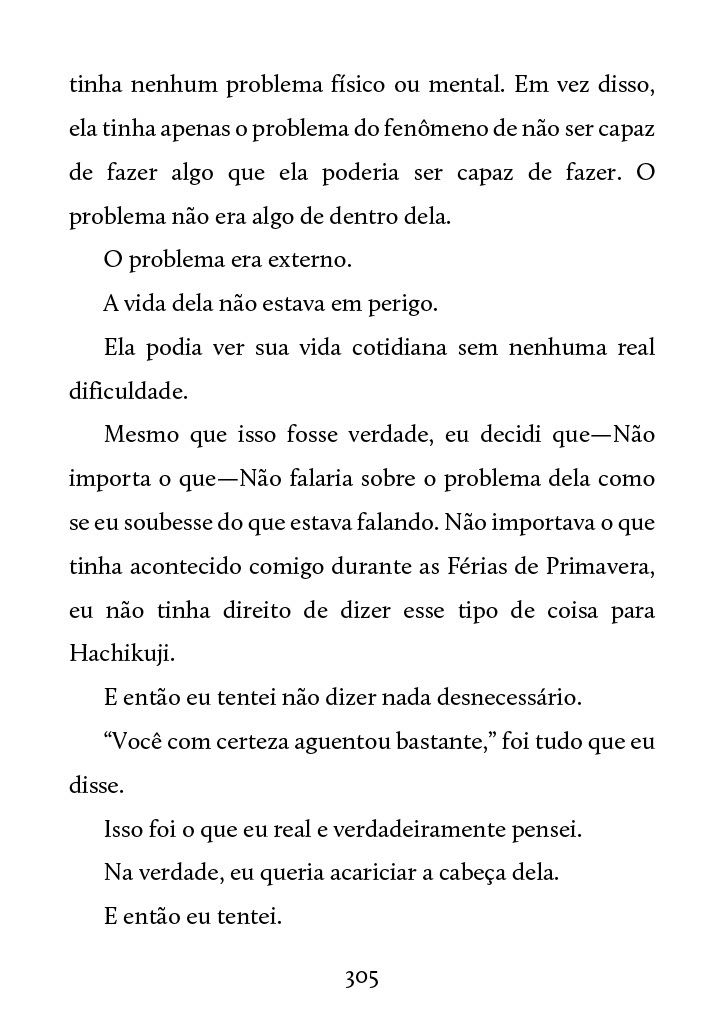 tinha nenhum problema físico ou mental. Em vez disso,
ela tinha apenas o problema do fenômeno de não ser capaz
de fazer algo que ela poderia ser capaz de fazer. O
problema não era algo de dentro dela.
O problema era externo.
A vida dela não estava em perigo.
Ela podia ver sua vida cotidiana sem nenhuma real
dificuldade.
Mesmo que isso fosse verdade, eu decidi que—Não
importa o que—Não falaria sobre o problema dela como
se eu soubesse do que estava falando. Não importava o que
tinha acontecido comigo durante as Férias de Primavera,
eu não tinha direito de dizer esse tipo de coisa para
Hachikuji.
E então eu tentei não dizer nada desnecessário.
“Você com certeza aguentou bastante,” foi tudo que eu
disse.
Isso foi o que eu real e verdadeiramente pensei.
Na verdade, eu queria acariciar a cabeça dela.
E então eu tentei.
305